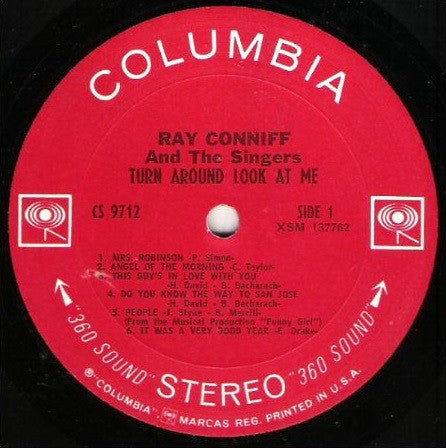 COLUMBIA
RAY CONNIFF
And The Singers
TURN AROUND LOOK AT ME
CS 9712
SIDE 1
XSM 137762
1. MRS. ROBINSON -P. Simon-
2. ANGEL OF THE MORNING -C. Taylor-
3. THIS GUY'S IN LOVE WITH YOU
-H. David - B. Bacharach-
4. DO YOU KNOW THE WAY TO SAN JOSE
-H. David - B. Bacharach-
5. PEOPLE -J. Styne - B. Merrill-
(From the Musical Production "Funny Girl")
6. IT WAS A VERY GOOD YEAR -E. Drake-
"360 SOUND" STEREO "360 SOUND"
® "COLUMBIA" MARCAS REG. PRINTED IN U.S.A.